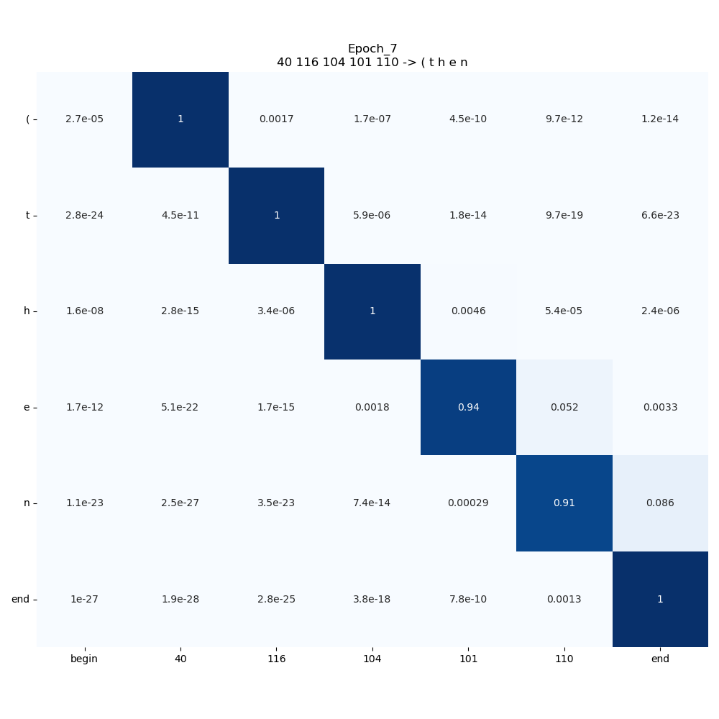 Epoch_7
40 116 104 101 110 -> ( t h e n
( 2.7e-05 1 0.0017 1.7e-07 4.5e-10 9.7e-12 1.2e-14
t 2.8e-24 4.5e-11 1 5.9e-06 1.8e-14 9.7e-19 6.6e-23
h 1.6e-08 2.8e-15 3.4e-06 1 0.0046 5.4e-05 2.4e-06
e 1.7e-12 5.1e-22 1.7e-15 0.0018 0.94 0.052 0.0033
n 1.1e-23 2.5e-27 3.5e-23 7.4e-14 0.00029 0.91 0.086
end 1e-27 1.9e-28 2.8e-25 3.8e-18 7.8e-10 0.0013 1
begin 40 116 104 101 110 end